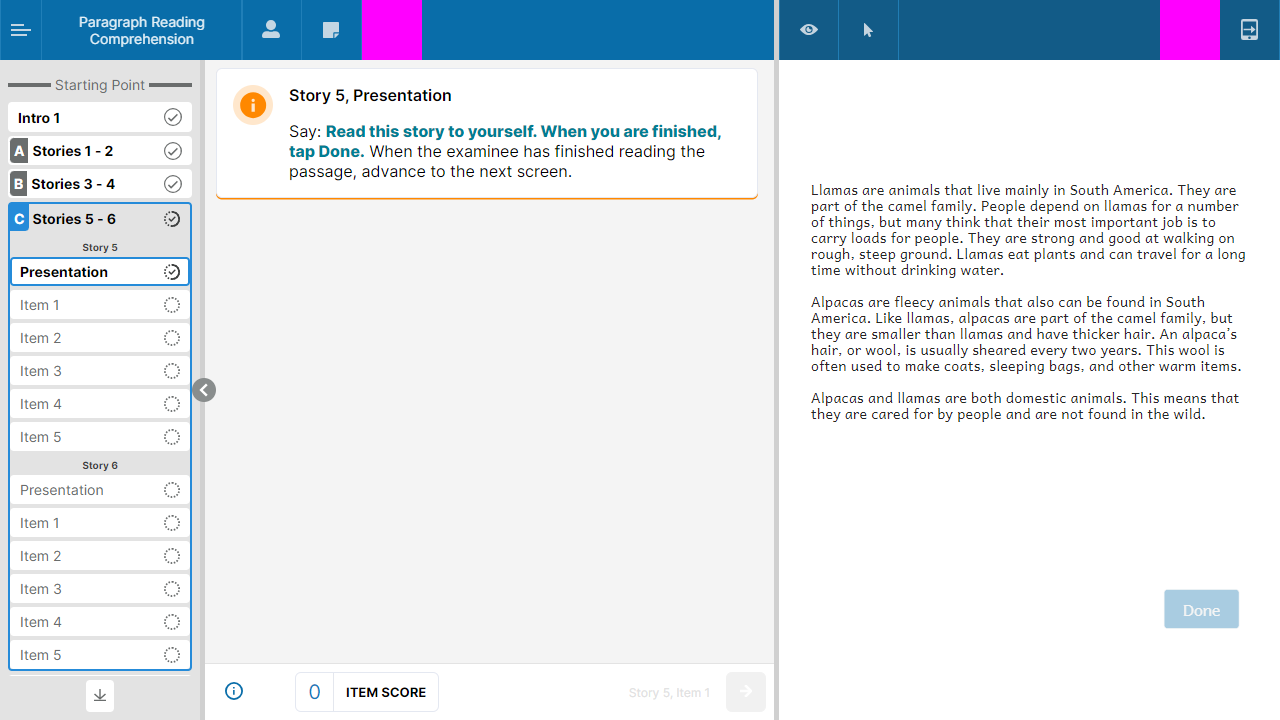 Paragraph Reading
Comprehension
Starting Point
Intro 1
A Stories 1 - 2
B Stories 3 - 4
C Stories 5 - 6
Story 5
Presentation
Item 1
Item 2
Item 3
Item 4
Item 5
Story 6
Presentation
Item 1
Item 2
Item 3
Item 4
Item 5
Story 5, Presentation
Say: Read this story to yourself. When you are finished,
tap Done. When the examinee has finished reading the
passage, advance to the next screen.
0 ITEM SCORE
Story 5, Item 1
Llamas are animals that live mainly in South America. They are
part of the camel family. People depend on llamas for a number
of things, but many think that their most important job is to
carry loads for people. They are strong and good at walking on
rough, steep ground. Llamas eat plants and can travel for a long
time without drinking water.
Alpacas are fleecy animals that also can be found in South
America. Like llamas, alpacas are part of the camel family, but
they are smaller than llamas and have thicker hair. An alpaca's
hair, or wool, is usually sheared every two years. This wool is
often used to make coats, sleeping bags, and other warm items.
Alpacas and llamas are both domestic animals. This means that
they are cared for by people and are not found in the wild.
Done